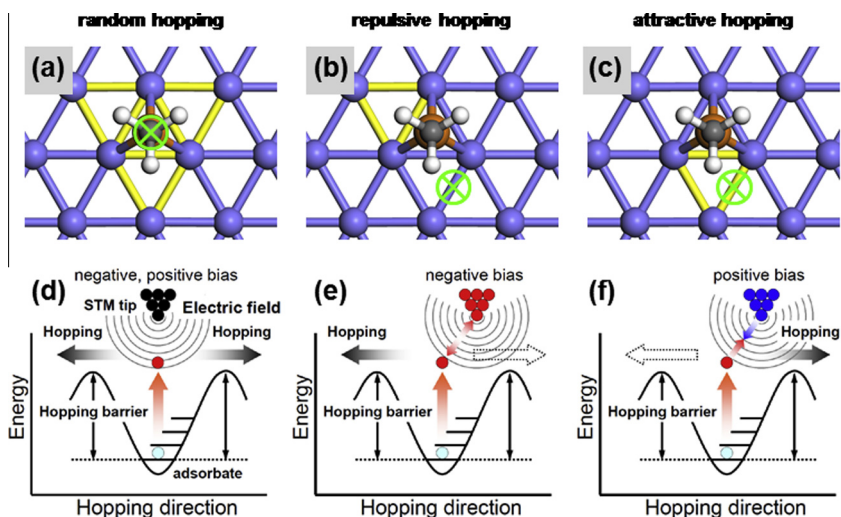 random hopping
repulsive hopping
attractive hopping
(a)
(b)
(c)
(d)
negative, positive bias
STM tip
Electric field
Hopping
Hopping
Hopping barrier
adsorbate
Energy
Hopping direction
(e)
negative bias
Hopping
Hopping barrier
Energy
Hopping direction
(f)
positive bias
Hopping
Hopping barrier
Energy
Hopping direction